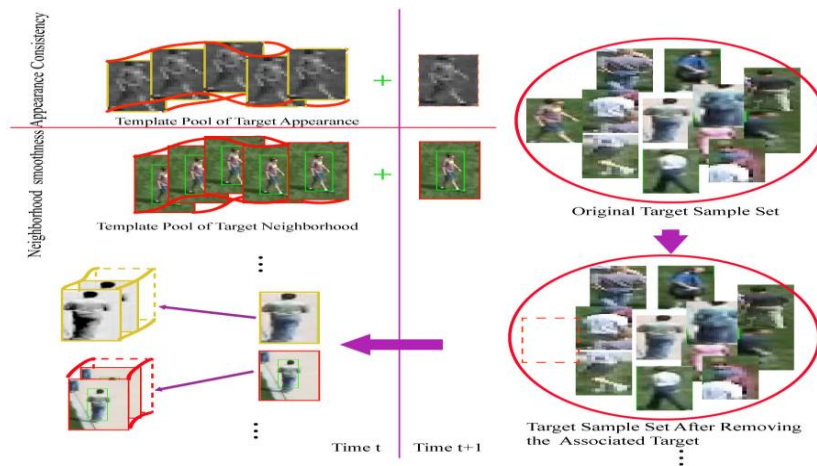 Neighborhood smoothness Appearance Consistency
Template Pool of Target Appearance
Template Pool of Target Neighborhood
Original Target Sample Set
Target Sample Set After Removing
the Associated Target
Time t
Time t+1